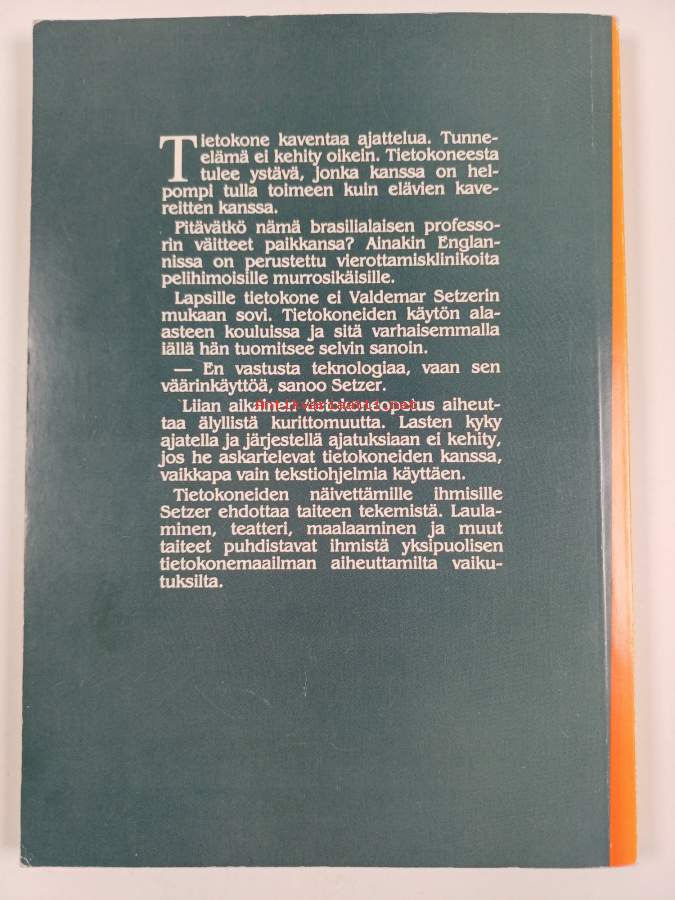 Tietokone kaventaa ajattelua. Tunne-
elämä ei kehity oikein. Tietokoneesta
tulee ystävä, jonka kanssa on hel-
pompi tulla toimeen kuin elävien kave-
reitten kanssa.
Pitävätkö nämä brasilialaisen professo-
rin väitteet paikkansa? Ainakin Englan-
nissa on perustettu vierottamisklinikoita
pelihimoisille murrosikäisille.
Lapsille tietokone ei Valdemar Setzerin
mukaan sovi. Tietokoneiden käytön ala-
asteen kouluissa ja sitä varhaisemmalla
iällä hän tuomitsee selvin sanoin.
— En vastusta teknologiaa, vaan sen
väärinkäyttöä, sanoo Setzer.
Liian aikainen tietokoneopetus aiheut-
taa älyllistä kurittomuutta. Lasten kyky
ajatella ja järjestellä ajatuksiaan ei kehity,
jos he askartelevat tietokoneiden kanssa,
vaikkapa vain tekstiohjelmia käyttäen.
Tietokoneiden näivettämille ihmisille
Setzer ehdottaa taiteen tekemistä. Laula-
minen, teatteri, maalaaminen ja muut
taiteet puhdistavat ihmistä yksipuolisen
tietokonemaailman aiheuttamilta vaiku-
tuksilta.